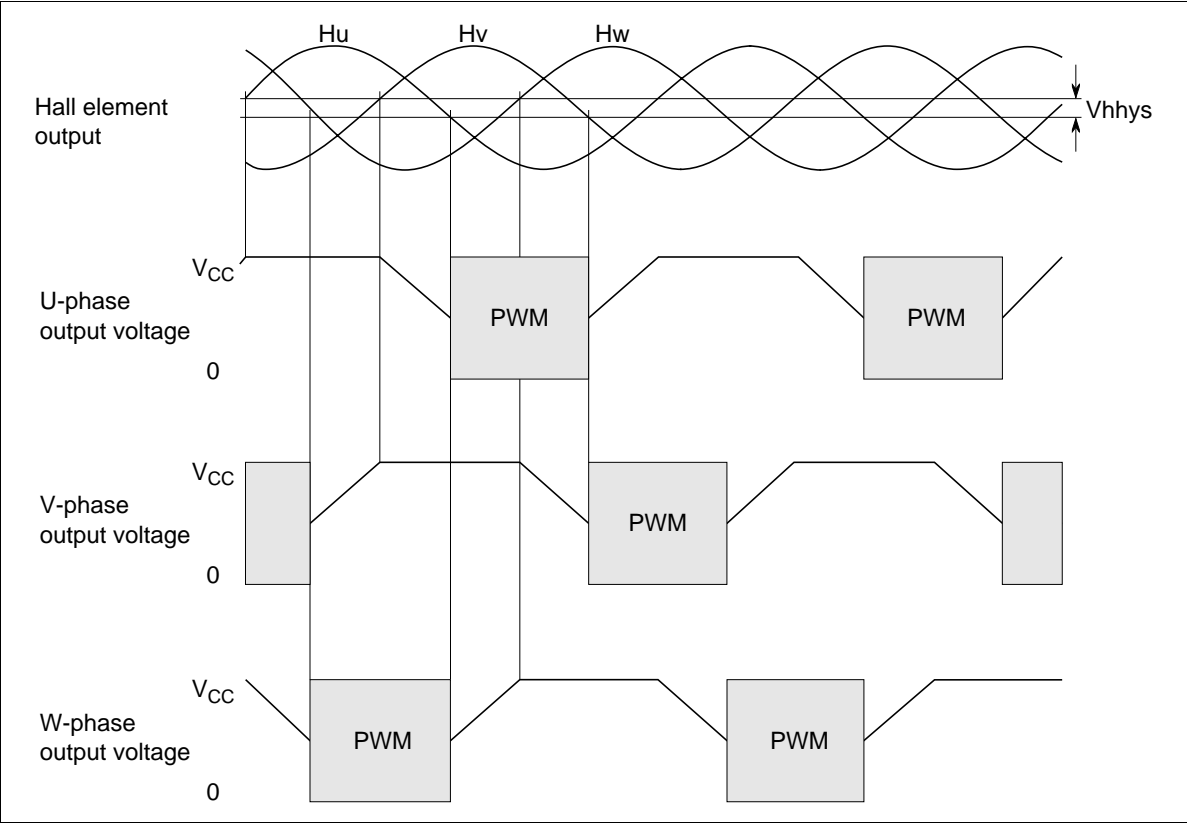 Hu Hv Hw
Hall element
output
Vhhys
VCC
U-phase
output voltage
PWM PWM
0
VCC
V-phase
output voltage
PWM
0
VCC
W-phase
output voltage
PWM PWM
0